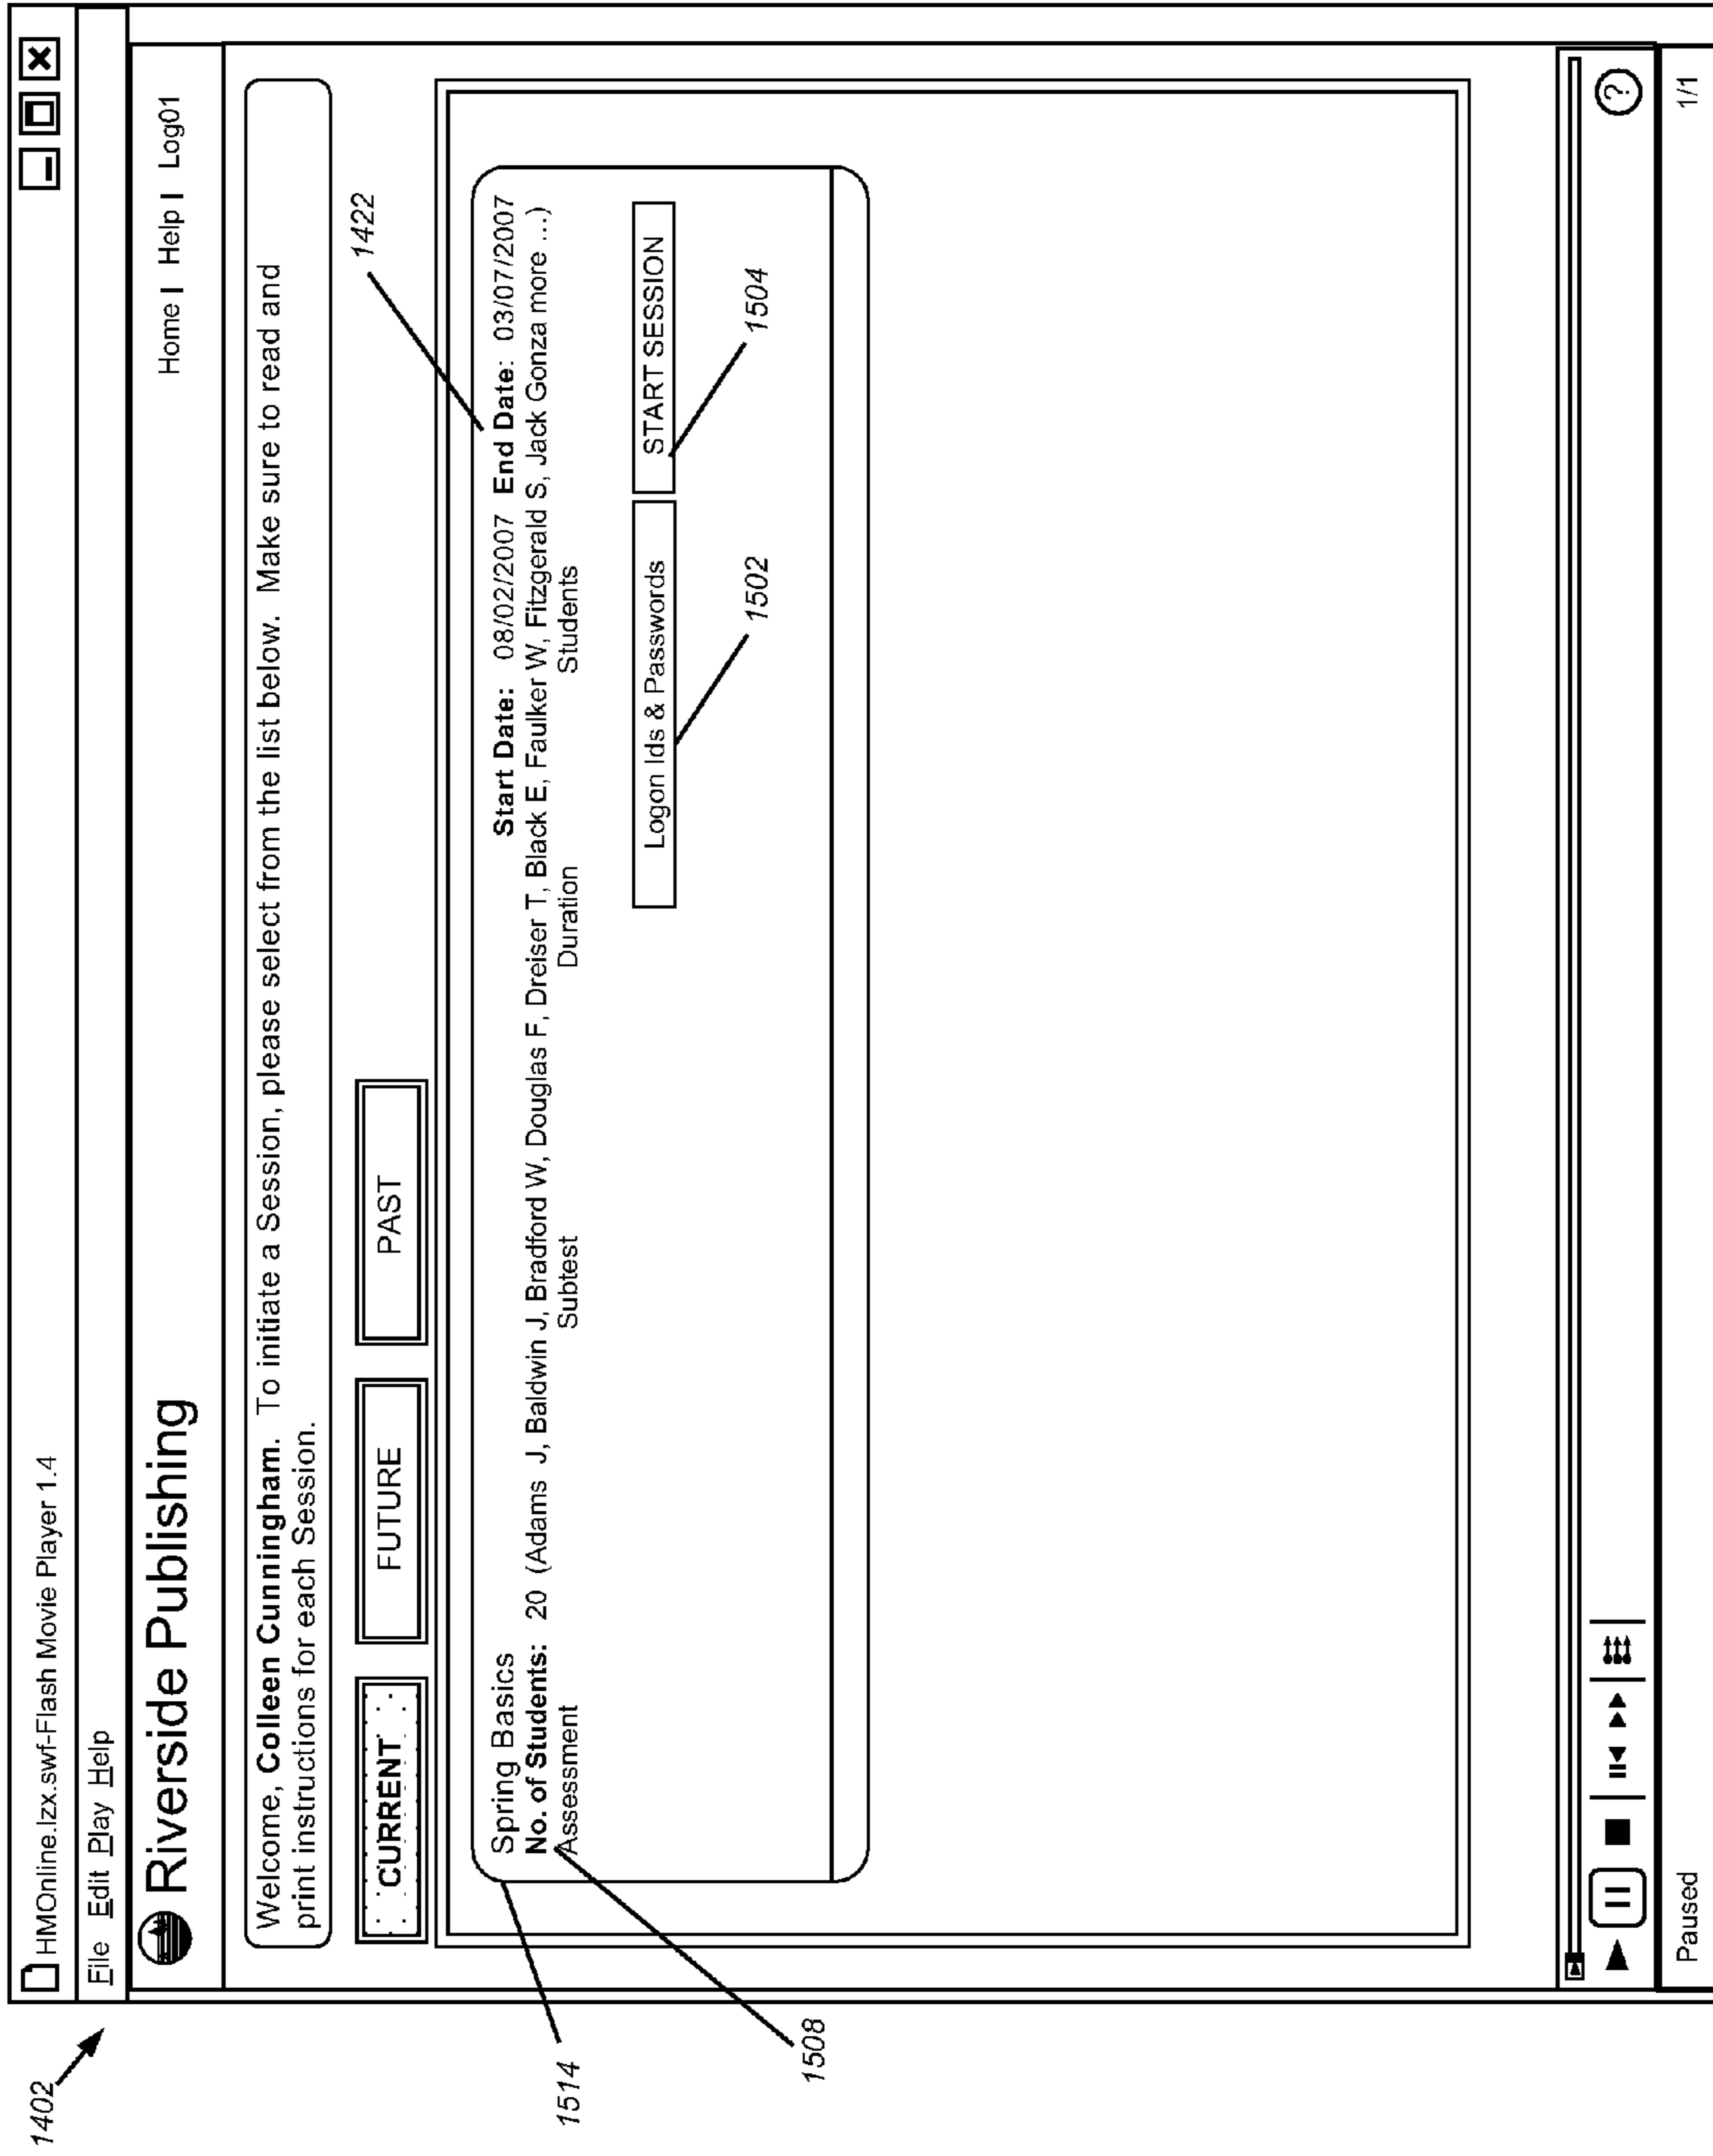 1402
HMOnline.lzx.swf-Flash Movie Player 1.4
File Edit Play Help
Riverside Publishing
Home | Help | Log01
Welcome, Colleen Cunningham. To initiate a Session, please select from the list below. Make sure to read and
print instructions for each Session.
CURRENT
FUTURE
PAST
1422
Spring Basics
Start Date: 08/02/2007 End Date: 03/07/2007
No. of Students: 20 (Adams J, Baldwin J, Bradford W, Douglas F, Dreiser T, Black E, Faulker W, Fitzgerald S, Jack Gonza more ...)
Assessment
Subtest
Duration
Students
Logon Ids & Passwords
START SESSION
1514
1502
1504
1508
?
Paused
1/1